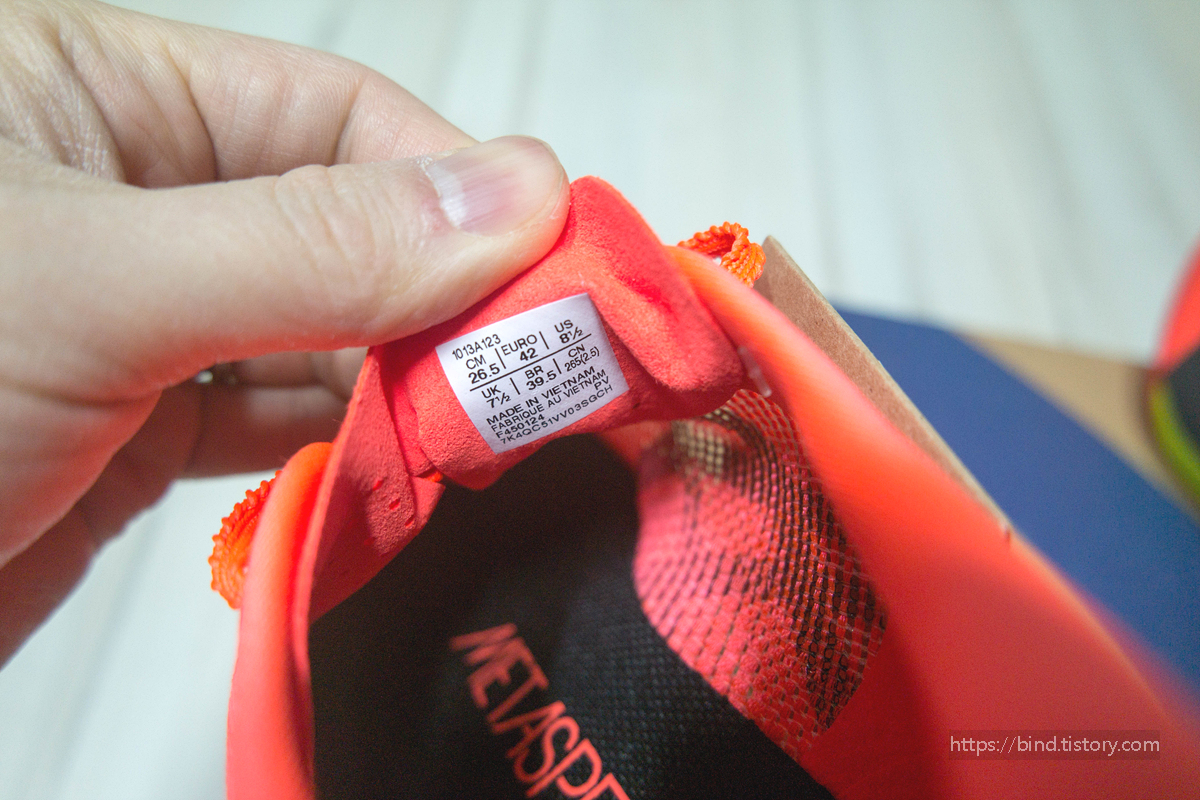 1013A123
CM EURO US
26.5 42 8½
UK BR CN
7½ 39.5 265(2.5)
MADE IN VIETNAM
FABRIQUE AU VIETNAM
F450124 PV
7K4QC51VV03SGCH
METASPE
https://bind.tistory.com